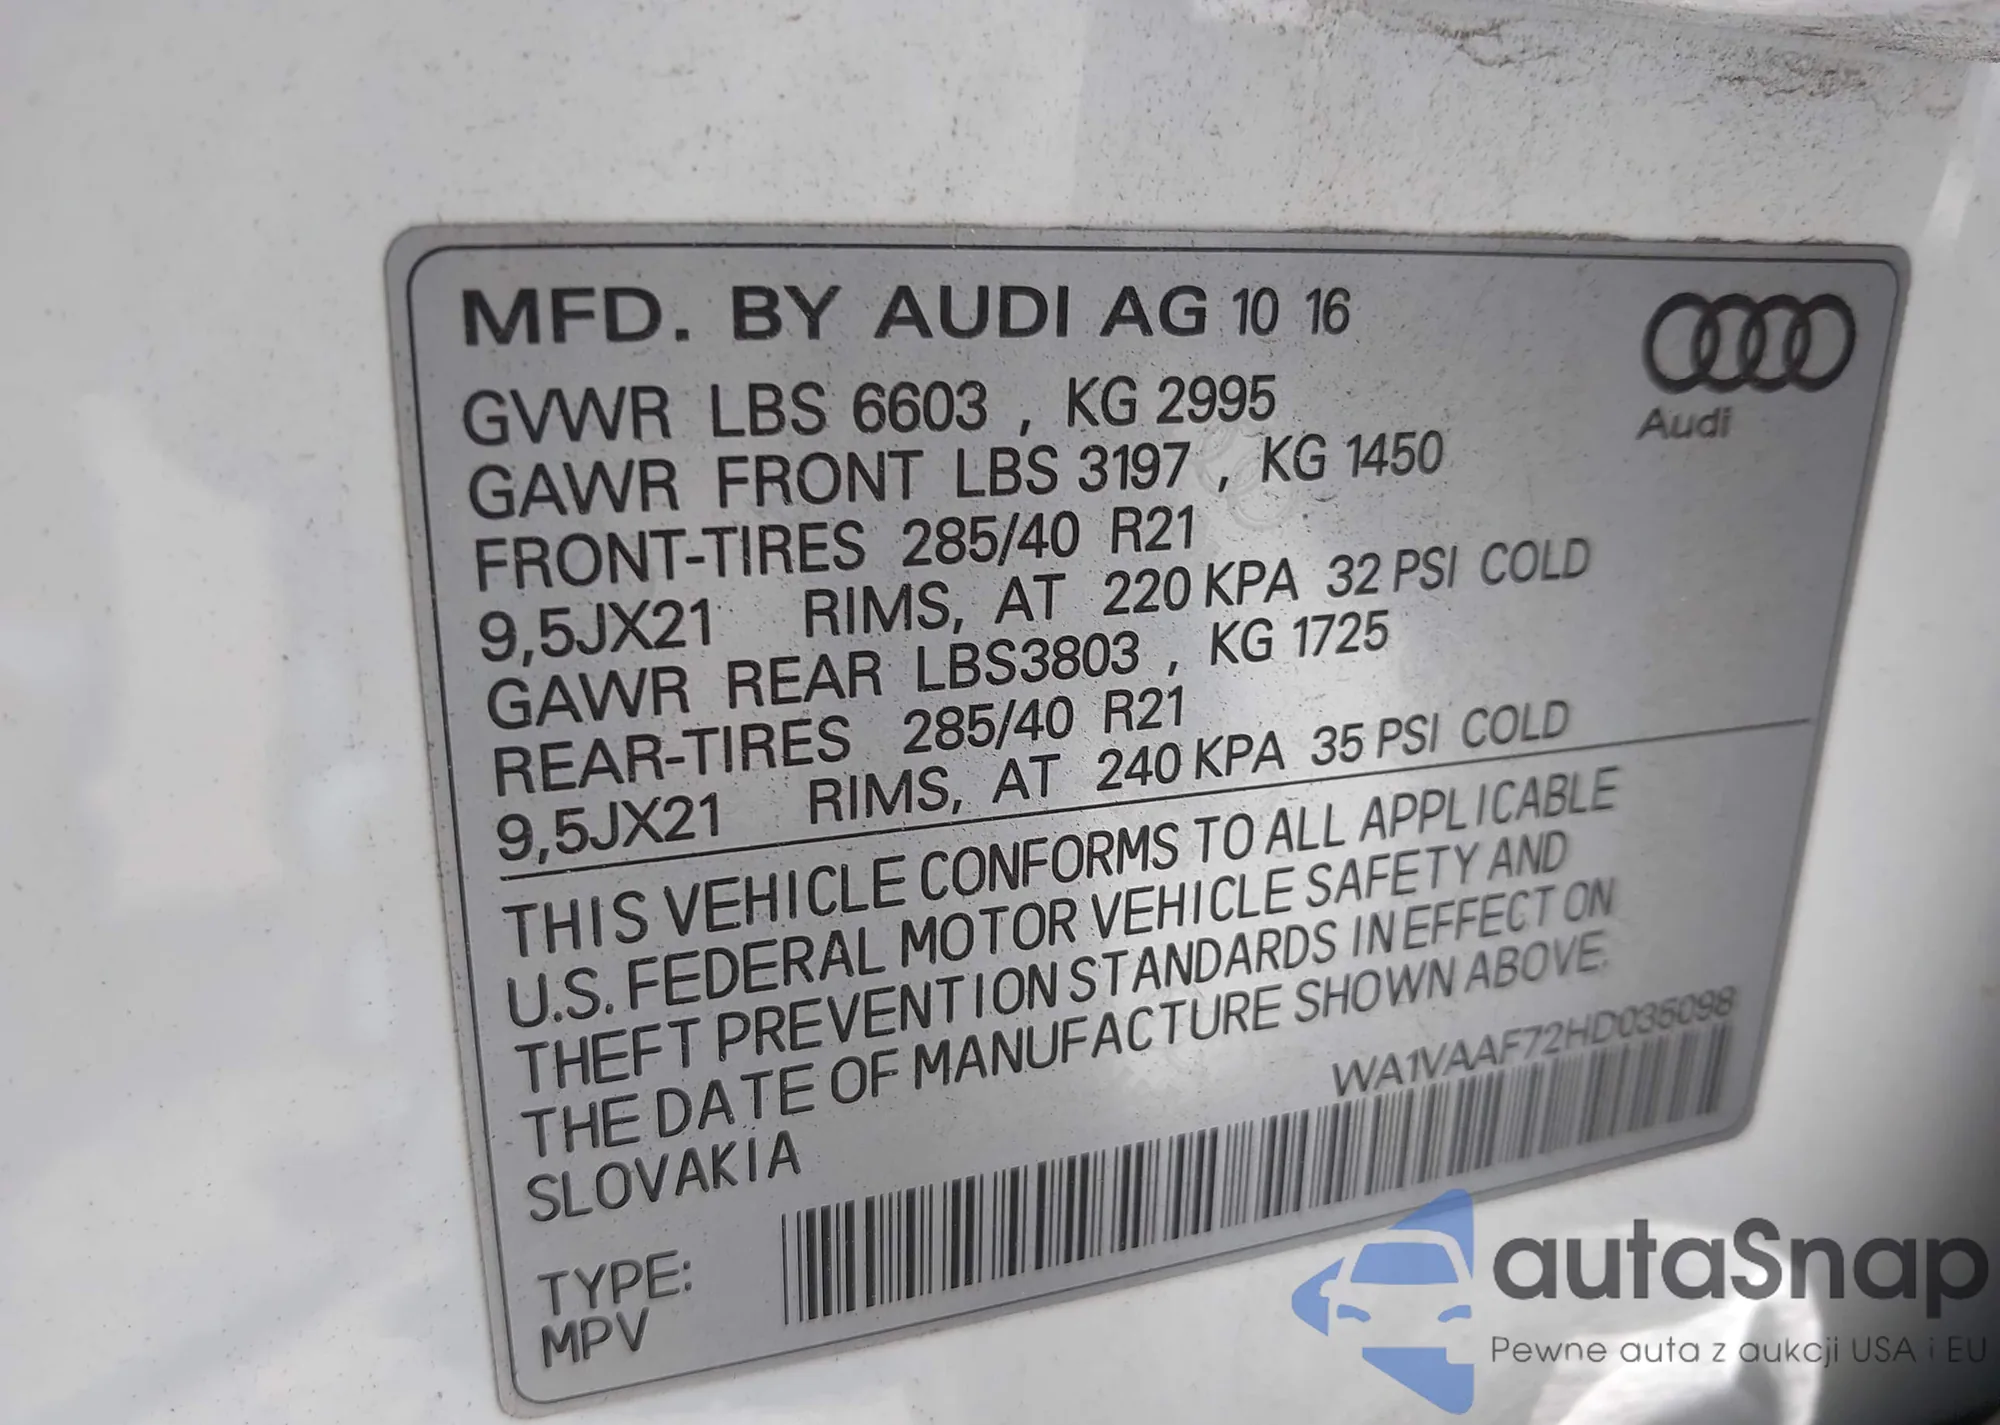 MFD. BY AUDI AG 10 16
GVWR LBS 6603 , KG 2995
GAWR FRONT LBS 3197 , KG 1450
FRONT-TIRES 285/40 R21
9,5JX21 RIMS, AT 220 KPA 32 PSI COLD
GAWR REAR LBS3803 , KG 1725
REAR-TIRES 285/40 R21
9,5JX21 RIMS, AT 240 KPA 35 PSI COLD
Audi
THIS VEHICLE CONFORMS TO ALL APPLICABLE
U.S. FEDERAL MOTOR VEHICLE SAFETY AND
THEFT PREVENTION STANDARDS IN EFFECT ON
THE DATE OF MANUFACTURE SHOWN ABOVE.
SLOVAKIA
WA1VAAF72HD035098
TYPE:
MPV
autaSnap
Pewne auta z aukcji USA i EU